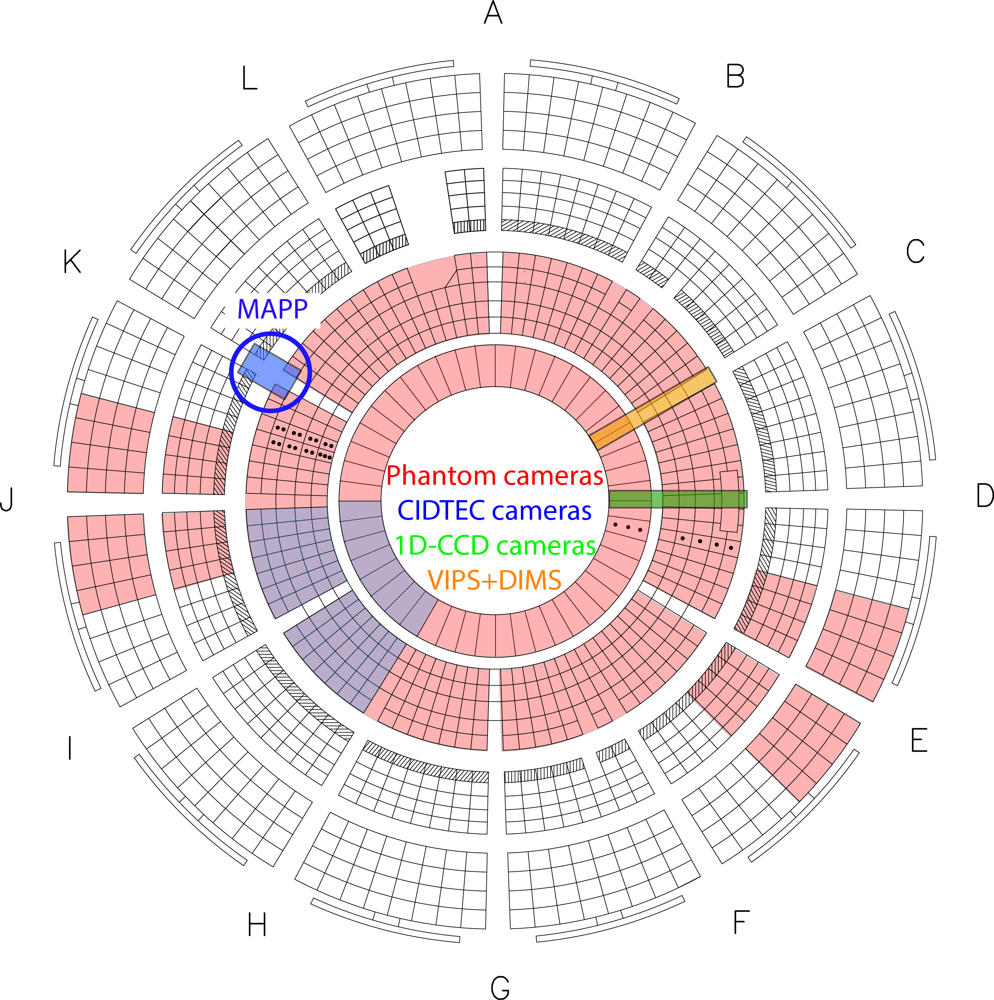 A
L
B
K
C
MAPP
Phantom cameras
J
D
CIDTEC cameras
1D-CCD cameras
VIPS+DIMS
I
E
H
F
G